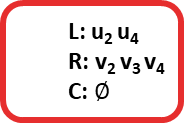 L: u₂ u₄
R: v₂ v₃ v₄
C: ∅